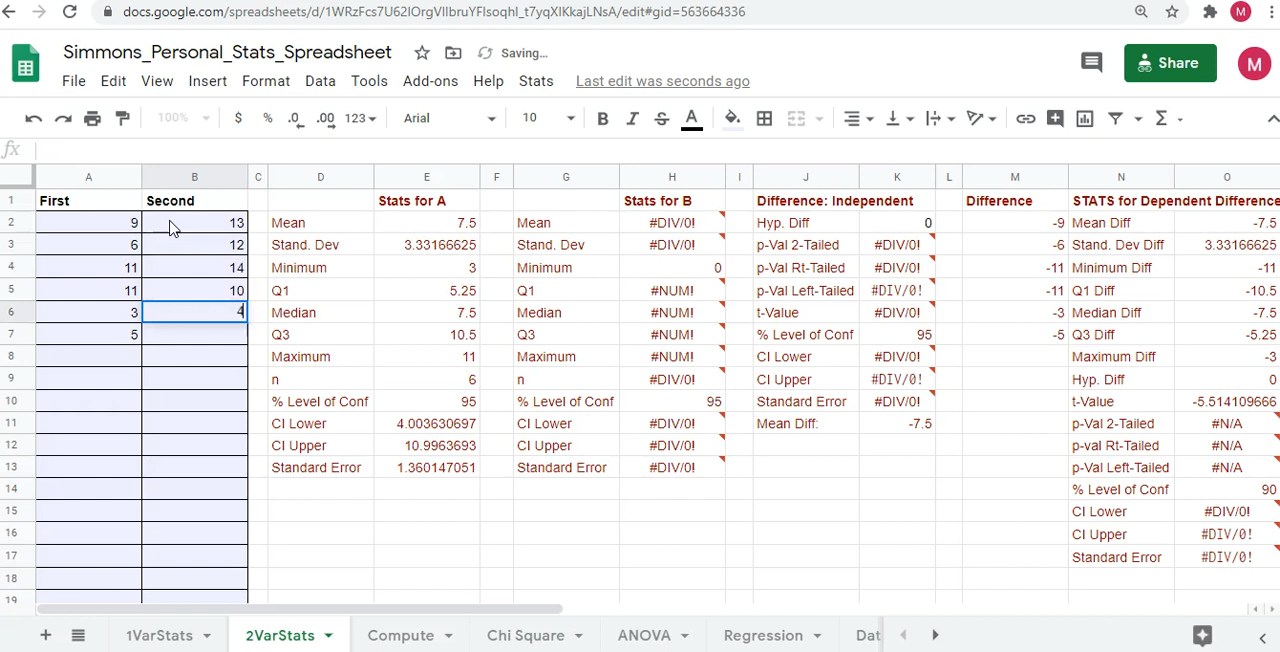 docs.google.com/spreadsheets/d/1WRzFcs7U62IOrgVIlbruYFlsoqhl_t7yqXlKkajLNsA/edit#gid=563664336
M
Simmons_Personal_Stats_Spreadsheet Saving...
File Edit View Insert Format Data Tools Add-ons Help Stats Last edit was seconds ago
Share M
100% $ % .0 .00 123 Arial 10 B I S A Σ
fx
A B C D E F G H I J K L M N O
1 First Second Stats for A Stats for B Difference: Independent Difference STATS for Dependent Difference
2 9 13 Mean 7.5 Mean #DIV/0! Hyp. Diff 0 -9 Mean Diff -7.5
3 6 12 Stand. Dev 3.33166625 Stand. Dev #DIV/0! p-Val 2-Tailed #DIV/0! -6 Stand. Dev Diff 3.33166625
4 11 14 Minimum 3 Minimum 0 p-Val Rt-Tailed #DIV/0! -11 Minimum Diff -11
5 11 10 Q1 5.25 Q1 #NUM! p-Val Left-Tailed #DIV/0! -11 Q1 Diff -10.5
6 3 4 Median 7.5 Median #NUM! t-Value #DIV/0! -3 Median Diff -7.5
7 5 Q3 10.5 Q3 #NUM! % Level of Conf 95 -5 Q3 Diff -5.25
8 Maximum 11 Maximum #NUM! CI Lower #DIV/0! Maximum Diff -3
9 n 6 n #DIV/0! CI Upper #DIV/0! Hyp. Diff 0
10 % Level of Conf 95 % Level of Conf 95 Standard Error #DIV/0! t-Value -5.514109666
11 CI Lower 4.003630697 CI Lower #DIV/0! Mean Diff: -7.5 p-Val 2-Tailed #N/A
12 CI Upper 10.9963693 CI Upper #DIV/0! p-val Rt-Tailed #N/A
13 Standard Error 1.360147051 Standard Error #DIV/0! p-Val Left-Tailed #N/A
14 % Level of Conf 90
15 CI Lower #DIV/0!
16 CI Upper #DIV/0!
17 Standard Error #DIV/0!
18
19
1VarStats 2VarStats Compute Chi Square ANOVA Regression Dat